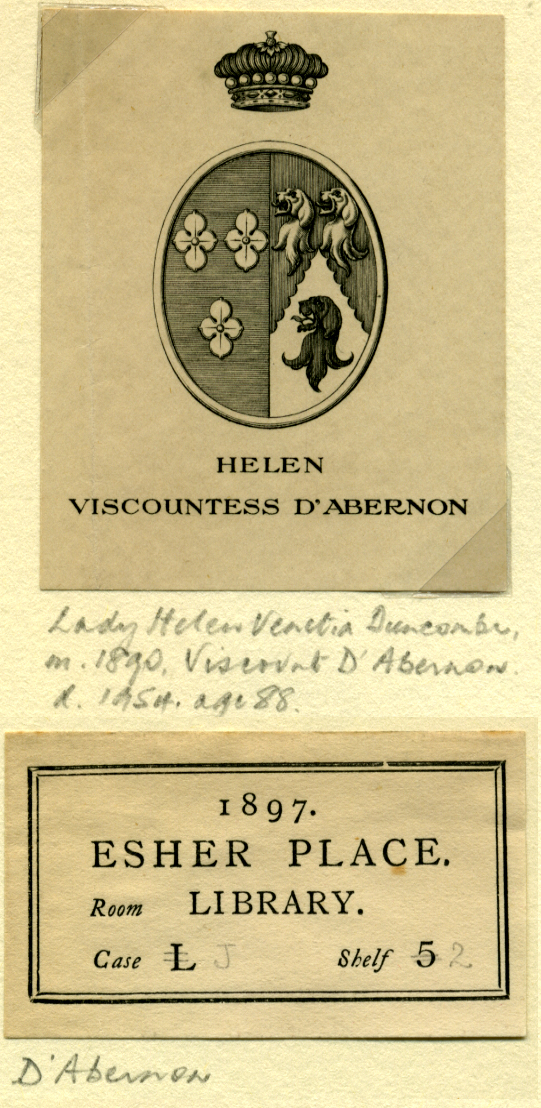 HELEN
VISCOUNTESS D'ABERNON
Lady Helen Venetia Duncombe,
m. 1890, Viscount D'Abernon.
d. 1954. age 88.
1897.
ESHER PLACE.
Room LIBRARY.
Case L J Shelf 5 2
D'Abernon